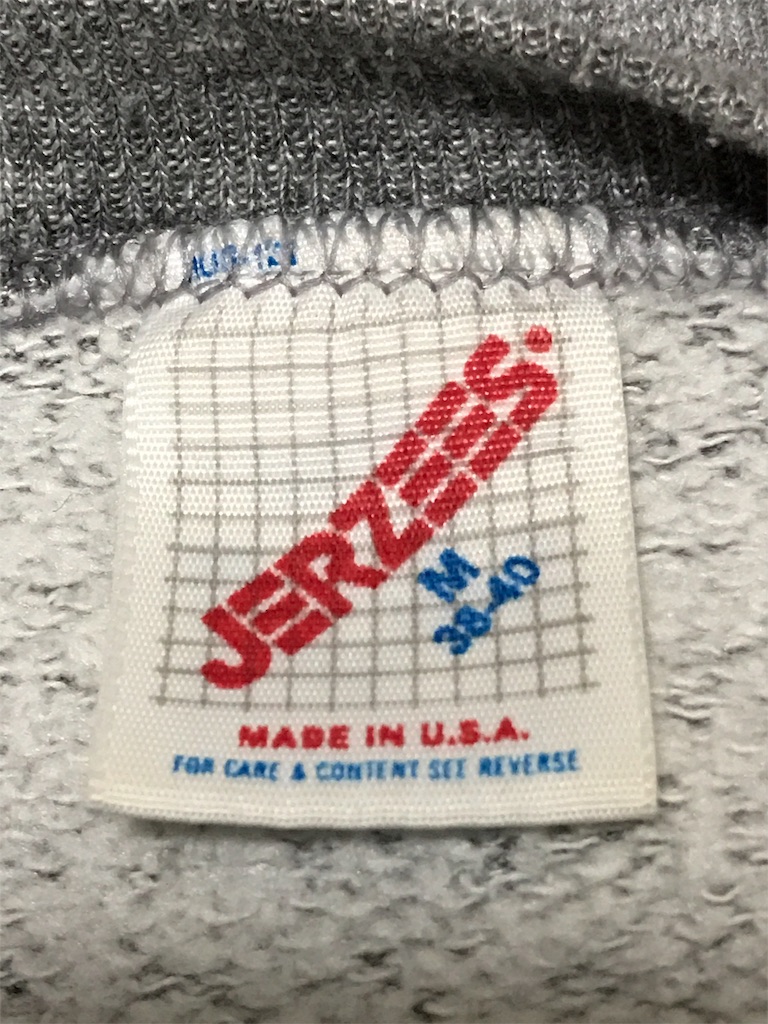 JERZEES.
M
38-40
MADE IN U.S.A.
FOR CARE & CONTENT SEE REVERSE